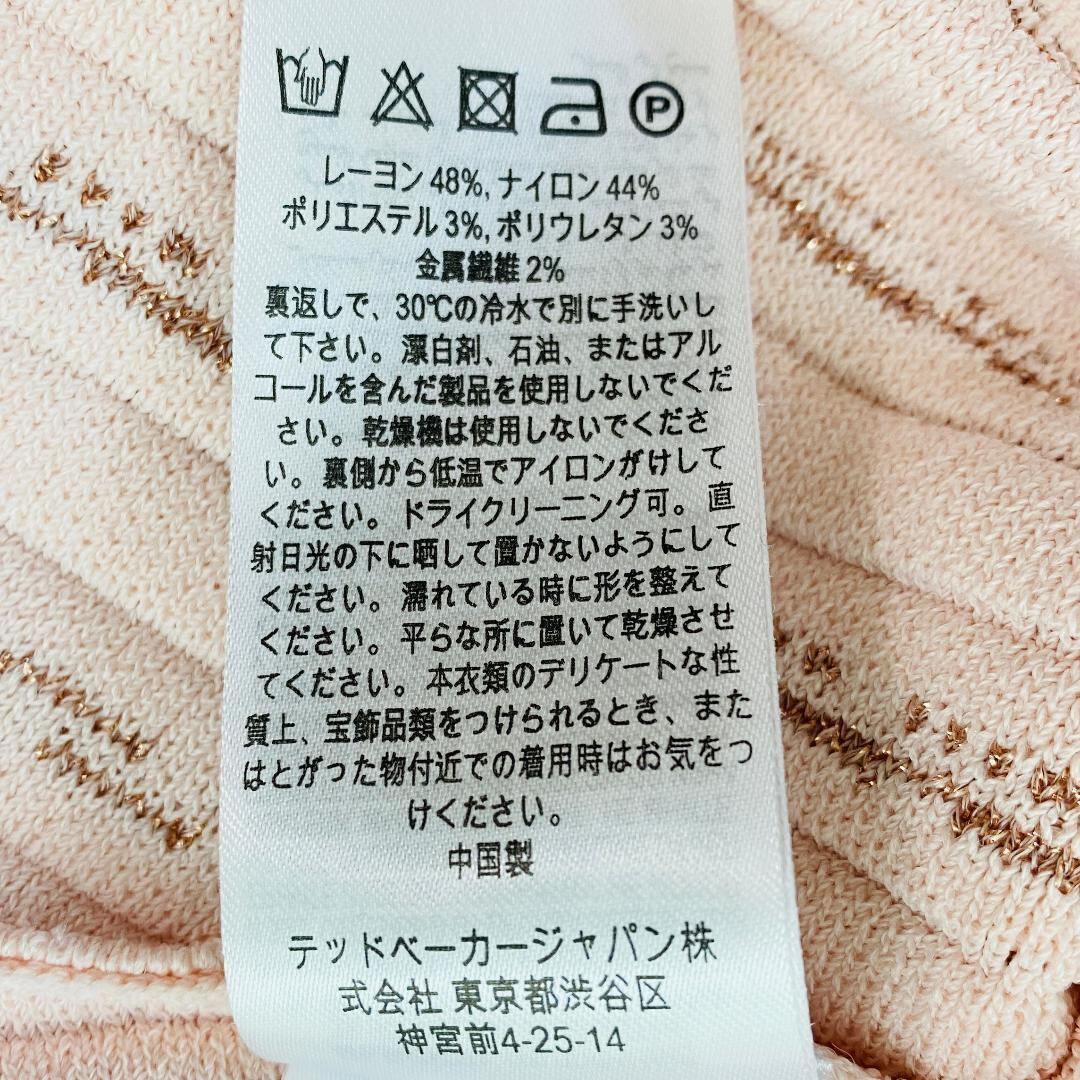 P
レーヨン 48%, ナイロン 44%
ポリエステル 3%, ポリウレタン 3%
金属繊維 2%
裏返しで、30℃の冷水で別に手洗いし
て下さい。漂白剤、石油、またはアル
コールを含んだ製品を使用しないでくだ
さい。乾燥機は使用しないでくださ
い。裏側から低温でアイロンがけして
ください。ドライクリーニング可。直
射日光の下に晒して置かないようにして
ください。濡れている時に形を整えて
ください。平らな所に置いて乾燥させ
てください。本衣類のデリケートな性
質上、宝飾品類をつけられるとき、また
はとがった物付近での着用時はお気をつ
けください。
中国製
テッドベーカージャパン株
式会社 東京都渋谷区
神宮前4-25-14